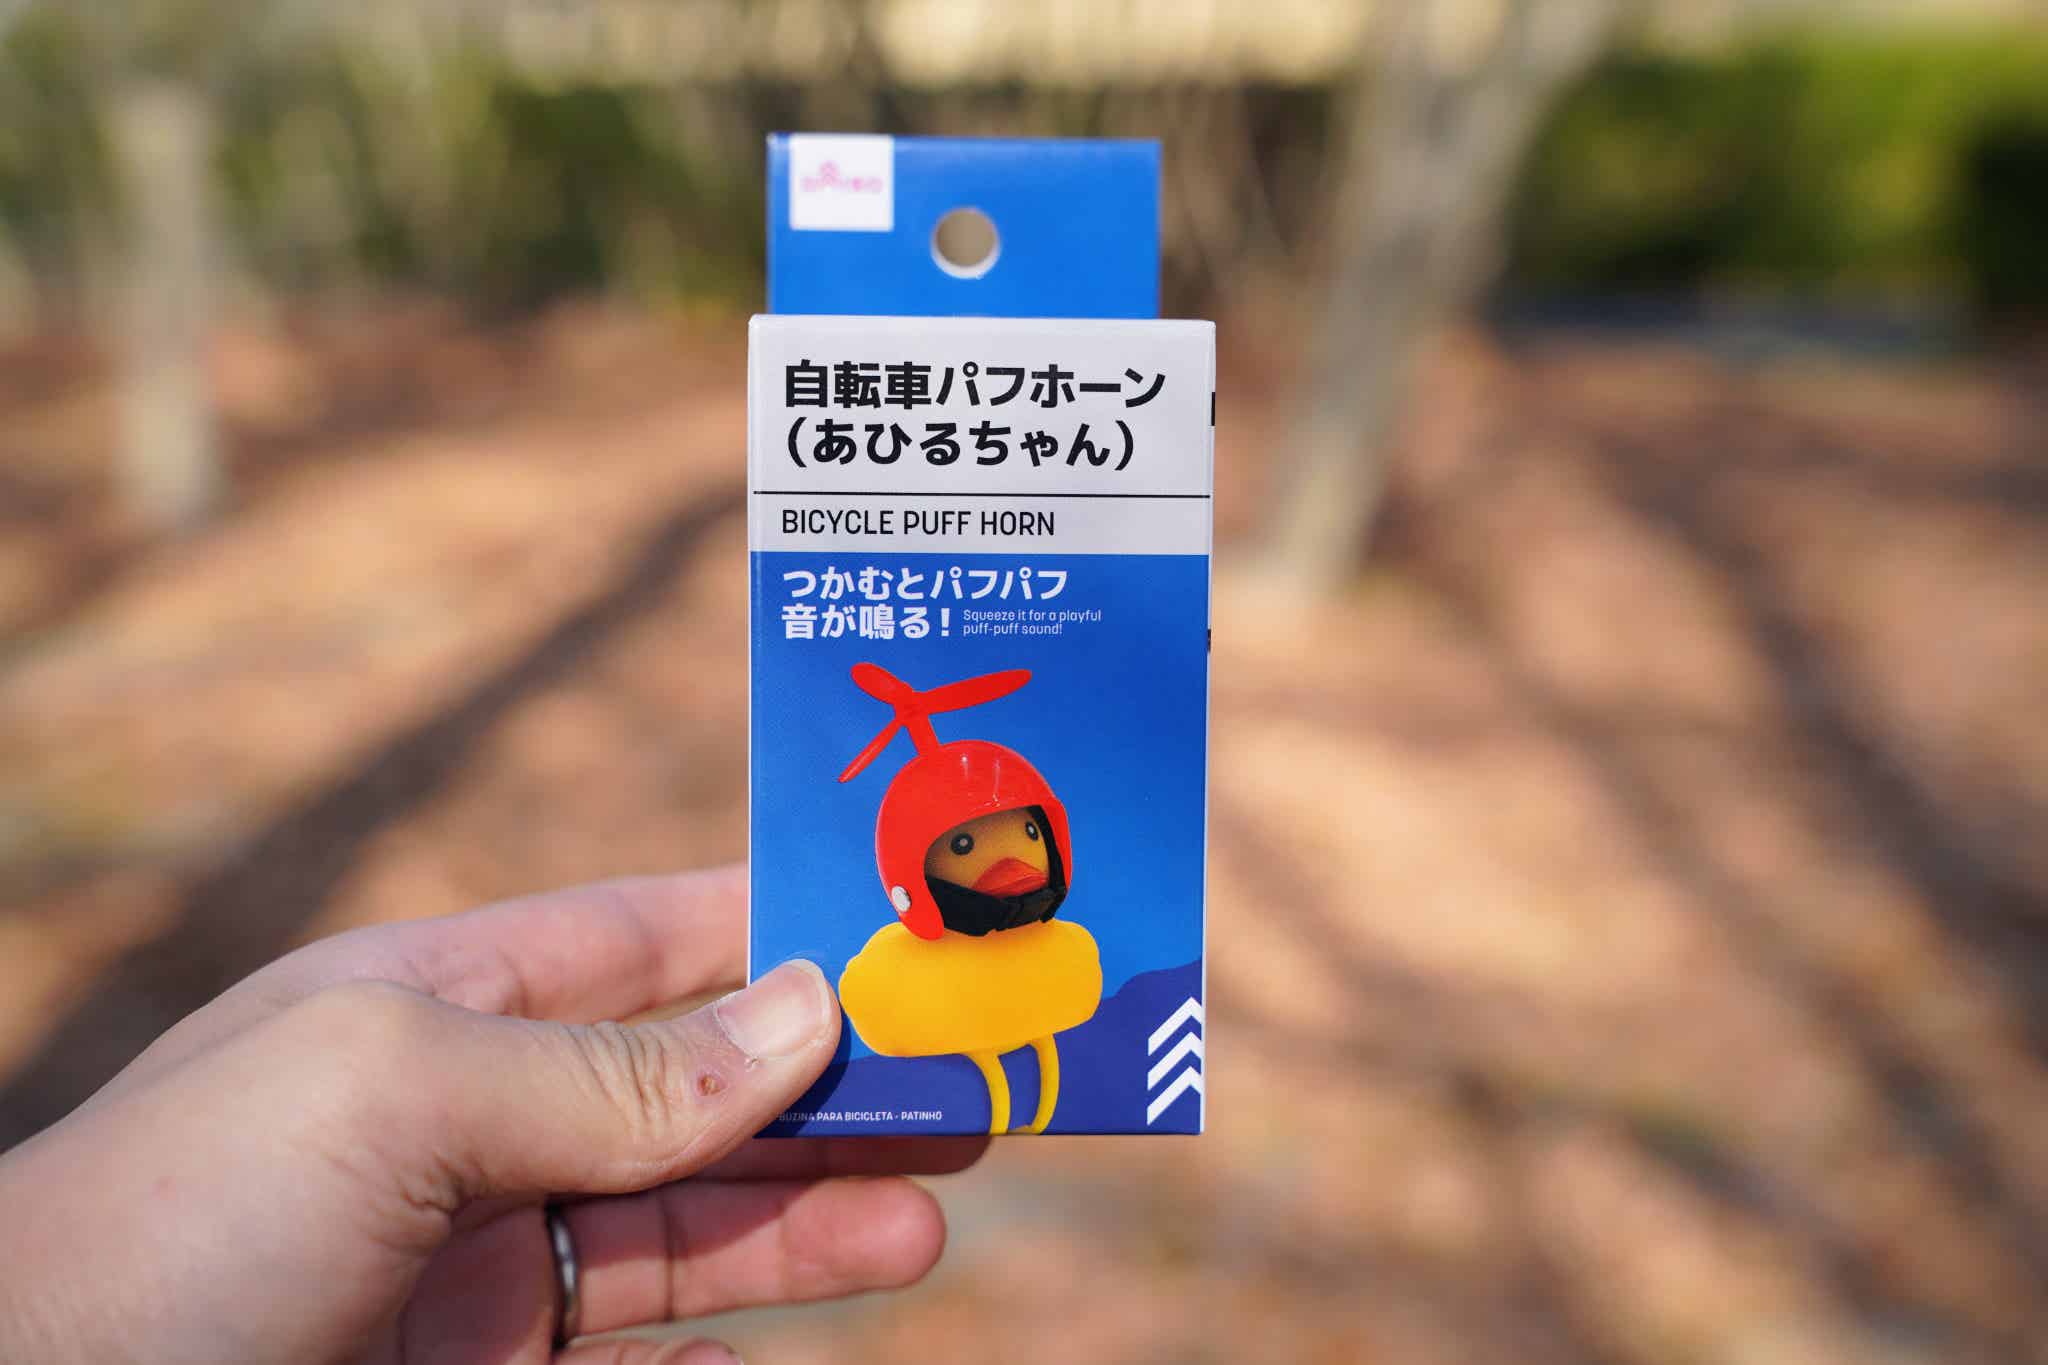 DAISO
自転車パフホーン
（あひるちゃん）
BICYCLE PUFF HORN
つかむとパフパフ
音が鳴る！
Squeeze it for a playful
puff-puff sound!
BUZINA PARA BICICLETA - PATINHO